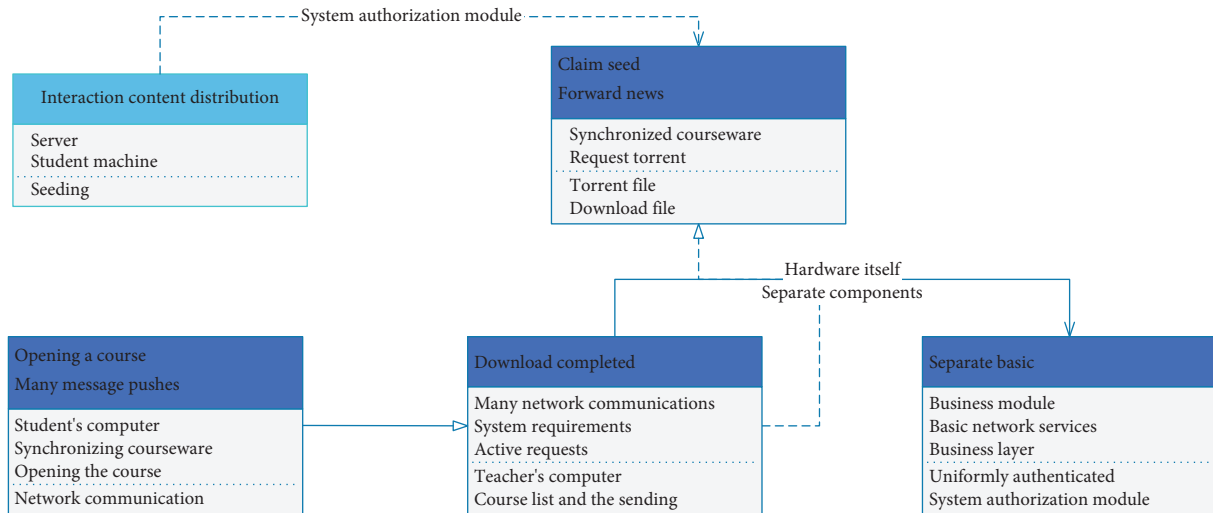 System authorization module
Interaction content distribution
Server
Student machine
Seeding
Claim seed
Forward news
Synchronized courseware
Request torrent
Torrent file
Download file
Hardware itself
Separate components
Opening a course
Many message pushes
Student's computer
Synchronizing courseware
Opening the course
Network communication
Download completed
Many network communications
System requirements
Active requests
Teacher's computer
Course list and the sending
Separate basic
Business module
Basic network services
Business layer
Uniformly authenticated
System authorization module